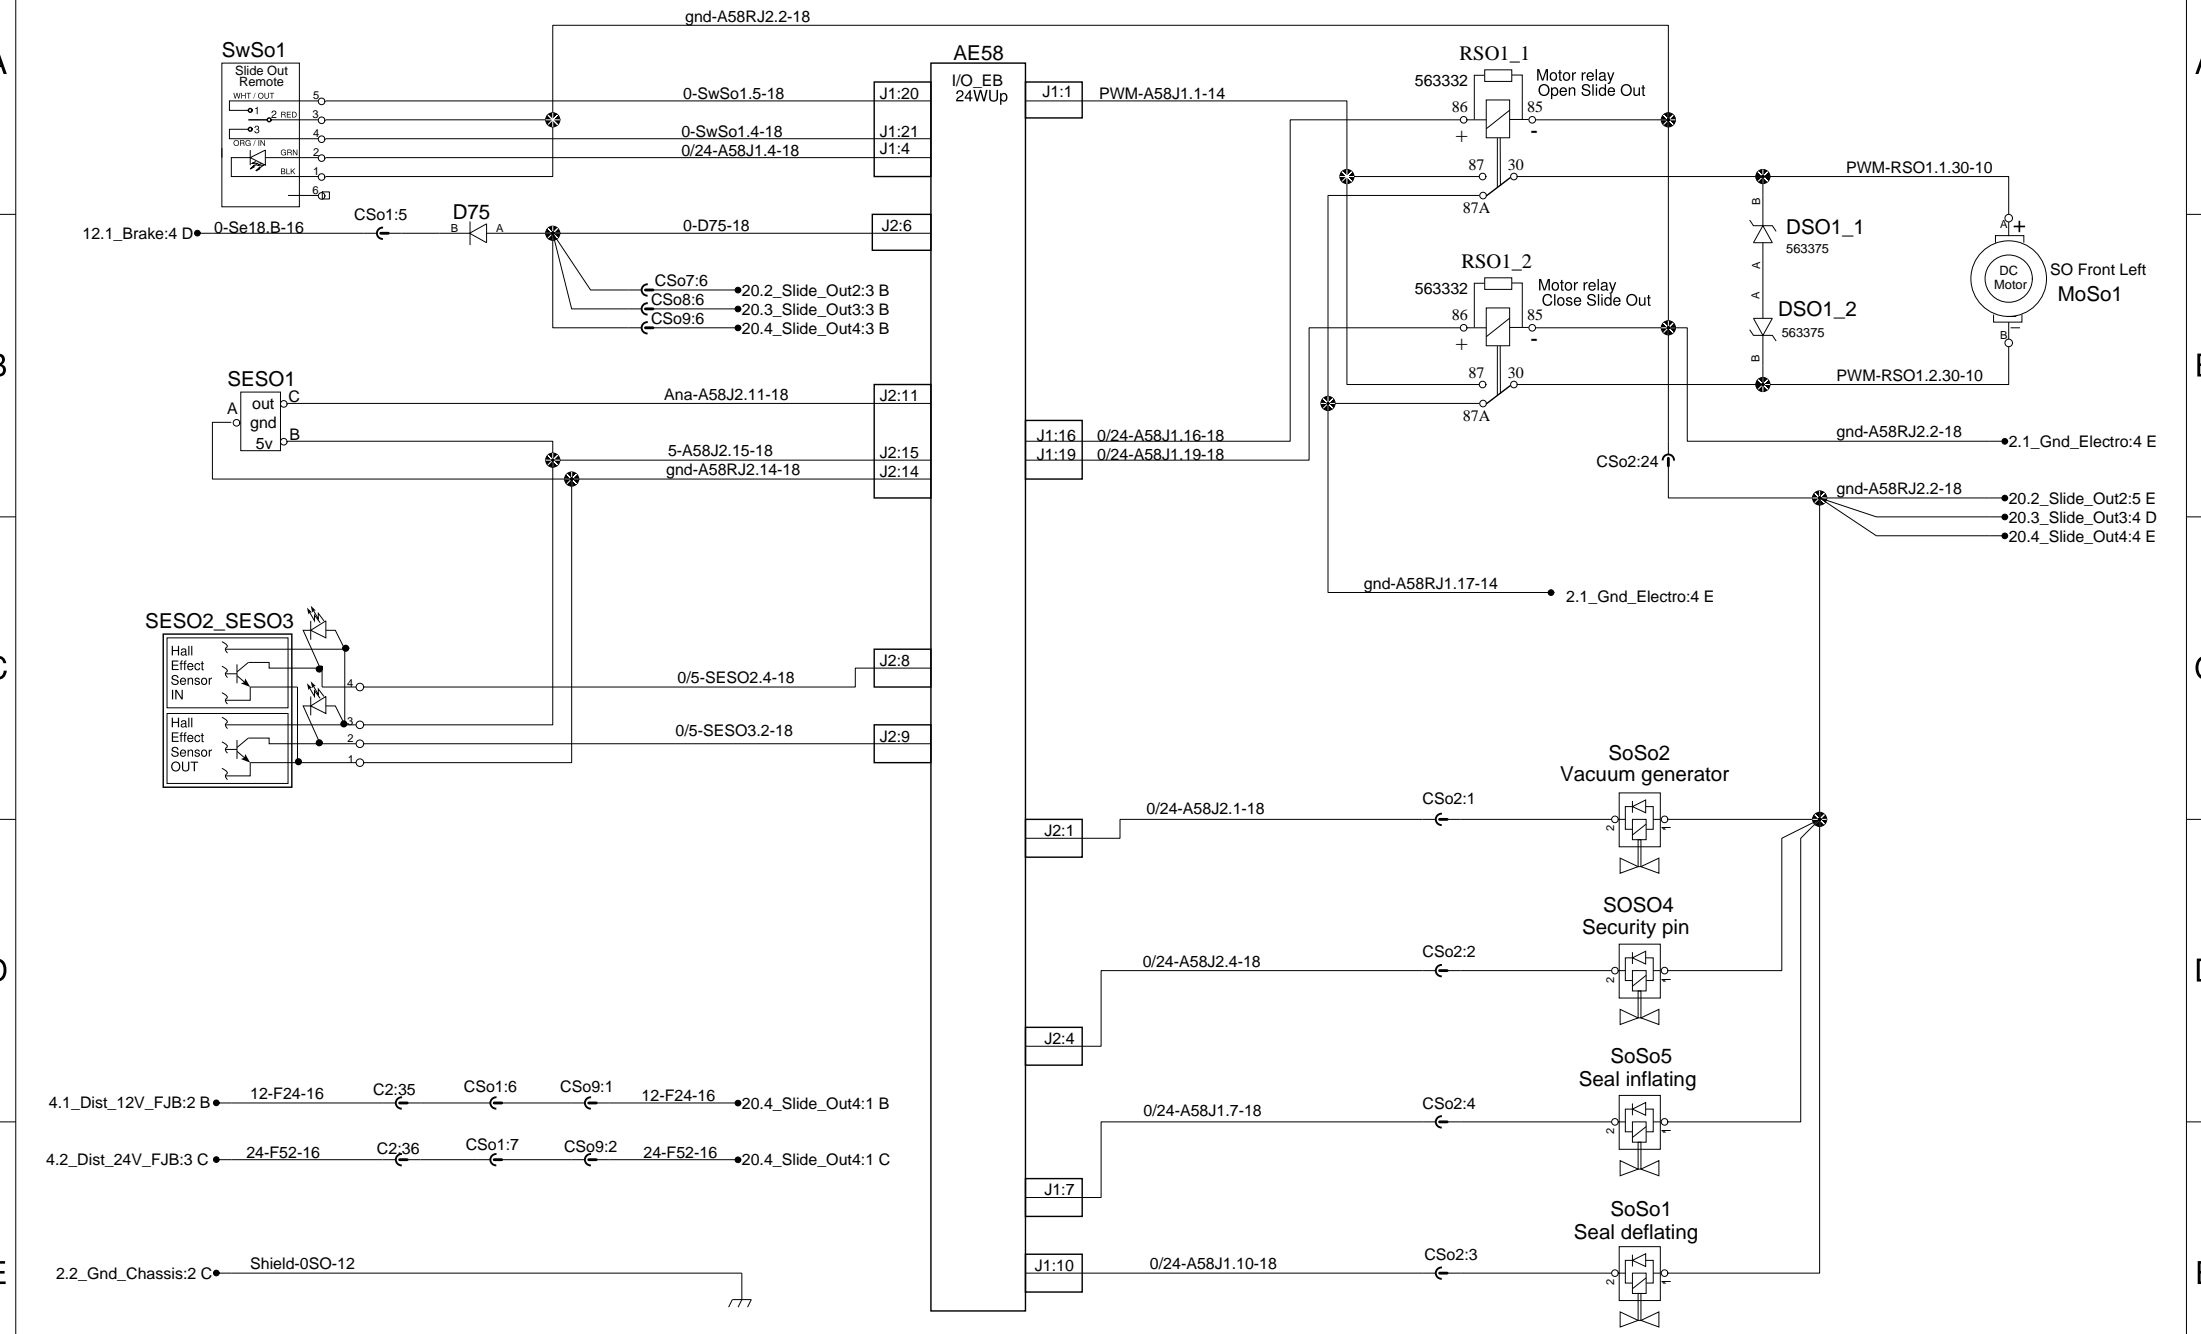 gnd-A58RJ2.2-18
A
A
SwSo1
Slide Out
Remote
WHT / OUT
1
2 RED
3
ORG / IN
GRN
BLK
5
3
4
2
1
6
0-SwSo1.5-18
0-SwSo1.4-18
0/24-A58J1.4-18
J1:20
J1:21
J1:4
AE58
I/O_EB
24WUp
J1:1
PWM-A58J1.1-14
RSO1_1
563332
Motor relay
Open Slide Out
86
85
+
-
87
30
87A
PWM-RSO1.1.30-10
12.1_Brake:4 D
0-Se18.B-16
CSo1:5
D75
B
A
0-D75-18
J2:6
CSo7:6
20.2_Slide_Out2:3 B
CSo8:6
20.3_Slide_Out3:3 B
CSo9:6
20.4_Slide_Out4:3 B
RSO1_2
563332
Motor relay
Close Slide Out
86
85
+
-
87
30
87A
B
DSO1_1
563375
A
A
DSO1_2
563375
B
A
+
DC
Motor
SO Front Left
MoSo1
B
–
PWM-RSO1.2.30-10
B
SESO1
A
out
gnd
5v
C
B
Ana-A58J2.11-18
5-A58J2.15-18
gnd-A58RJ2.14-18
J2:11
J2:15
J2:14
J1:16
0/24-A58J1.16-18
J1:19
0/24-A58J1.19-18
gnd-A58RJ2.2-18
2.1_Gnd_Electro:4 E
CSo2:24
gnd-A58RJ2.2-18
20.2_Slide_Out2:5 E
20.3_Slide_Out3:4 D
20.4_Slide_Out4:4 E
gnd-A58RJ1.17-14
2.1_Gnd_Electro:4 E
C
SESO2_SESO3
Hall
Effect
Sensor
IN
Hall
Effect
Sensor
OUT
4
3
2
1
0/5-SESO2.4-18
J2:8
0/5-SESO3.2-18
J2:9
SoSo2
Vacuum generator
J2:1
0/24-A58J2.1-18
CSo2:1
2
1
D
SOSO4
Security pin
J2:4
0/24-A58J2.4-18
CSo2:2
2
1
SoSo5
Seal inflating
J1:7
0/24-A58J1.7-18
CSo2:4
2
1
4.1_Dist_12V_FJB:2 B
12-F24-16
C2:35
CSo1:6
CSo9:1
12-F24-16
20.4_Slide_Out4:1 B
4.2_Dist_24V_FJB:3 C
24-F52-16
C2:36
CSo1:7
CSo9:2
24-F52-16
20.4_Slide_Out4:1 C
E
2.2_Gnd_Chassis:2 C
Shield-0SO-12
SoSo1
Seal deflating
J1:10
0/24-A58J1.10-18
CSo2:3
2
1